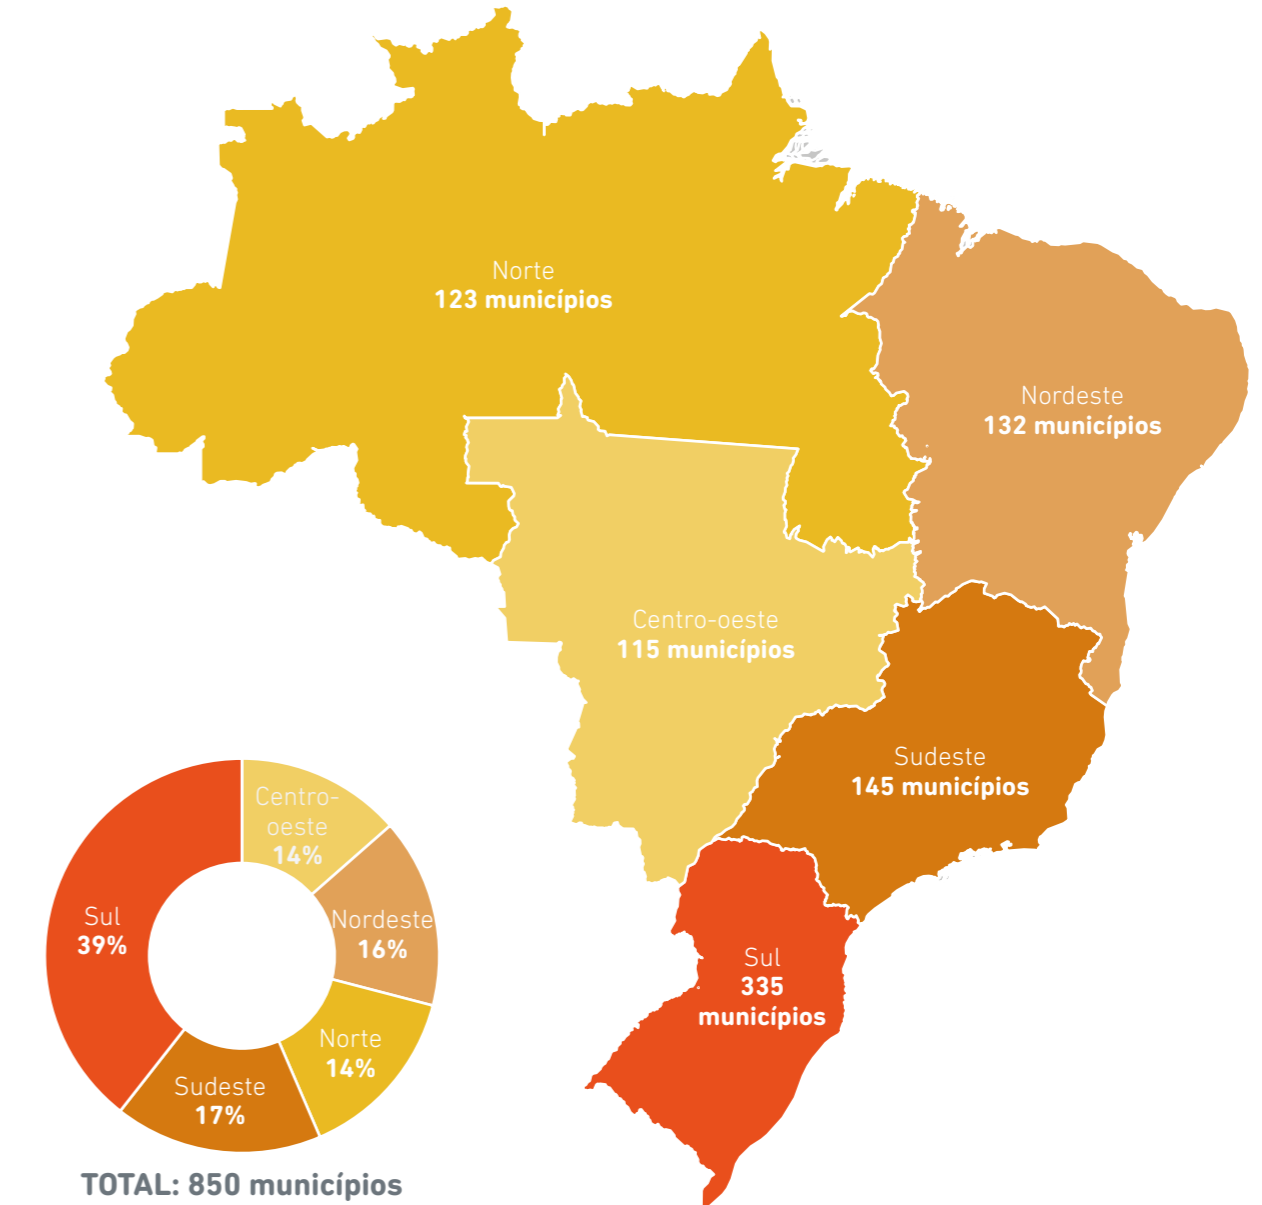 Norte
123 municípios
Nordeste
132 municípios
Centro-oeste
115 municípios
Sudeste
145 municípios
Sul
335
municípios
Centro-
oeste
14%
Nordeste
16%
Norte
14%
Sudeste
17%
Sul
39%
TOTAL: 850 municípios